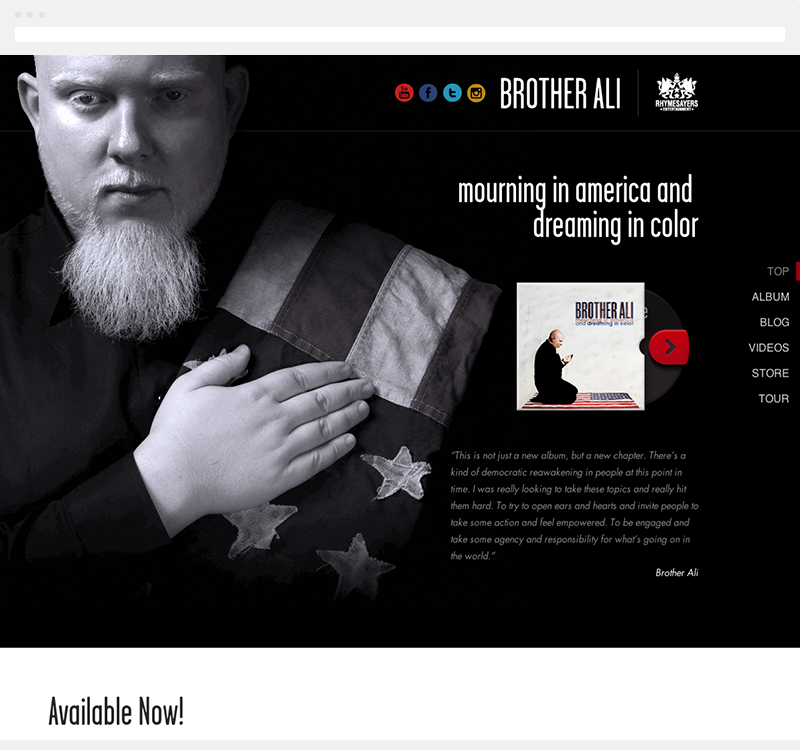 BROTHER ALI
RHYMESAYERS
ENTERTAINMENT
mourning in america and
dreaming in color
TOP
ALBUM
BLOG
VIDEOS
STORE
TOUR
BROTHER ALI
and dreaming in color
"This is not just a new album, but a new chapter. There's a
kind of democratic reawakening in people at this point in
time. I was really looking to take these topics and really hit
them hard. To try to open ears and hearts and invite people to
take some action and feel empowered. To be engaged and
take some agency and responsibility for what's going on in
the world."
Brother Ali
Available Now!